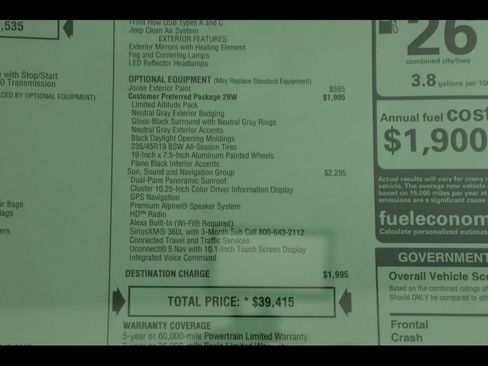 ,535
with Stop/Start
0 Transmission
ACED BY OPTIONAL EQUIPMENT)
r Bags
Bags
ers
Front Row USB Types A and C
Jeep Clean Air System
EXTERIOR FEATURES
Exterior Mirrors with Heating Element
Fog and Cornering Lamps
LED Reflector Headlamps
OPTIONAL EQUIPMENT (May Replace Standard Equipment)
Joose Exterior Paint $595
Customer Preferred Package 29W $1,995
Limited Altitude Pack
Neutral Gray Exterior Badging
Gloss-Black Surround with Neutral Gray Rings
Neutral Grey Exterior Accents
Black Daylight Opening Moldings
235/45R19 BSW All-Season Tires
19-Inch x 7.5-Inch Aluminum Painted Wheels
Piano Black Interior Accents
Sun, Sound and Navigation Group $2,295
Dual-Pane Panoramic Sunroof
Cluster 10.25-Inch Color Driver Information Display
GPS Navigation
Premium Alpine® Speaker System
HD™ Radio
Alexa Built-In (Wi-Fi® Required)
SiriusXM® 360L with 3-Month Sub Call 800-643-2112
Connected Travel and Traffic Services
Uconnect® 5 Nav with 10.1-Inch Touch Screen Display
Integrated Voice Command
DESTINATION CHARGE $1,995
TOTAL PRICE: * $39,415
WARRANTY COVERAGE
5-year or 60,000-mile Powertrain Limited Warranty.
26
combined city/hwy
3.8 gallons per 100
Annual fuel cost
$1,900
Actual results will vary for many r
vehicle. The average new vehicle
based on 15,000 miles per year at
emissions are a significant cause
fueleconom
Calculate personalized estimate
GOVERNMENT
Overall Vehicle Sco
Based on the combined ratings of
Should ONLY be compared to othe
Frontal
Crash